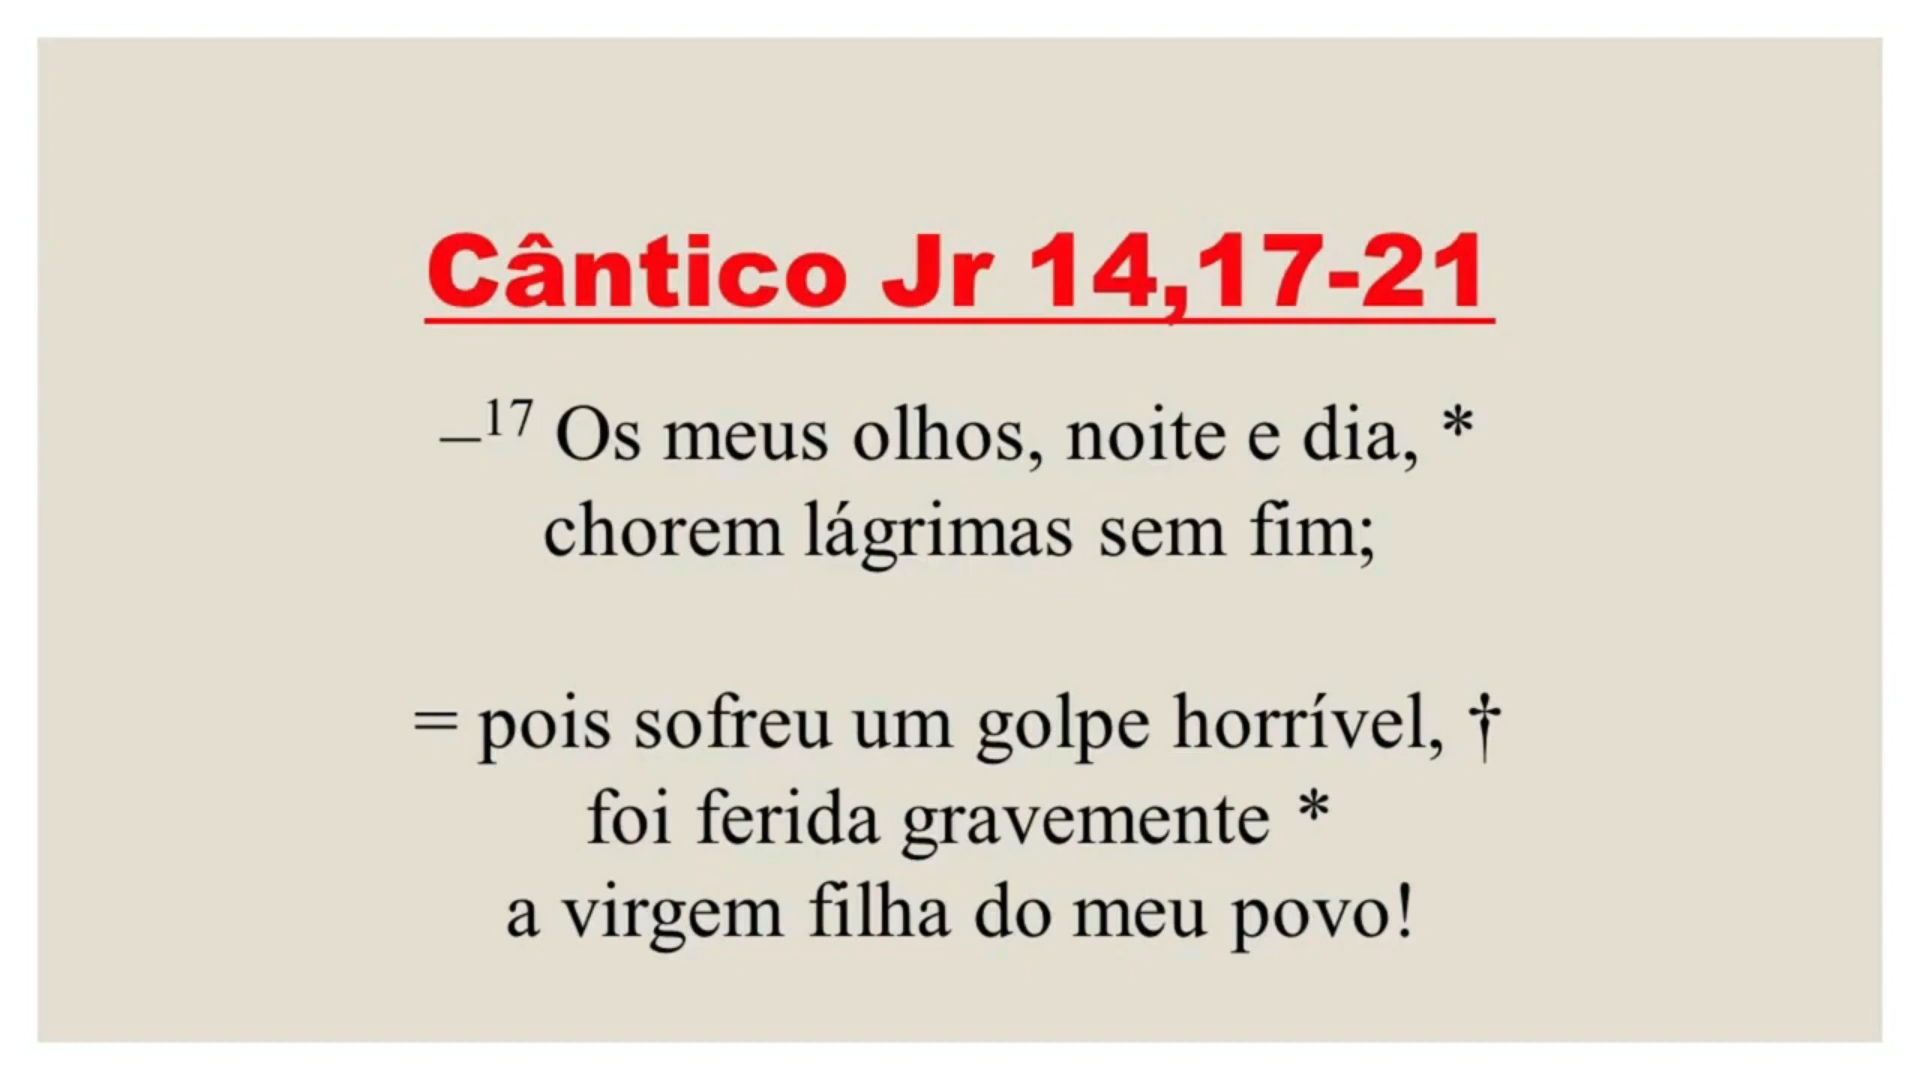 Cântico Jr 14,17-21
–¹⁷ Os meus olhos, noite e dia, *
chorem lágrimas sem fim;
= pois sofreu um golpe horrível, †
foi ferida gravemente *
a virgem filha do meu povo!